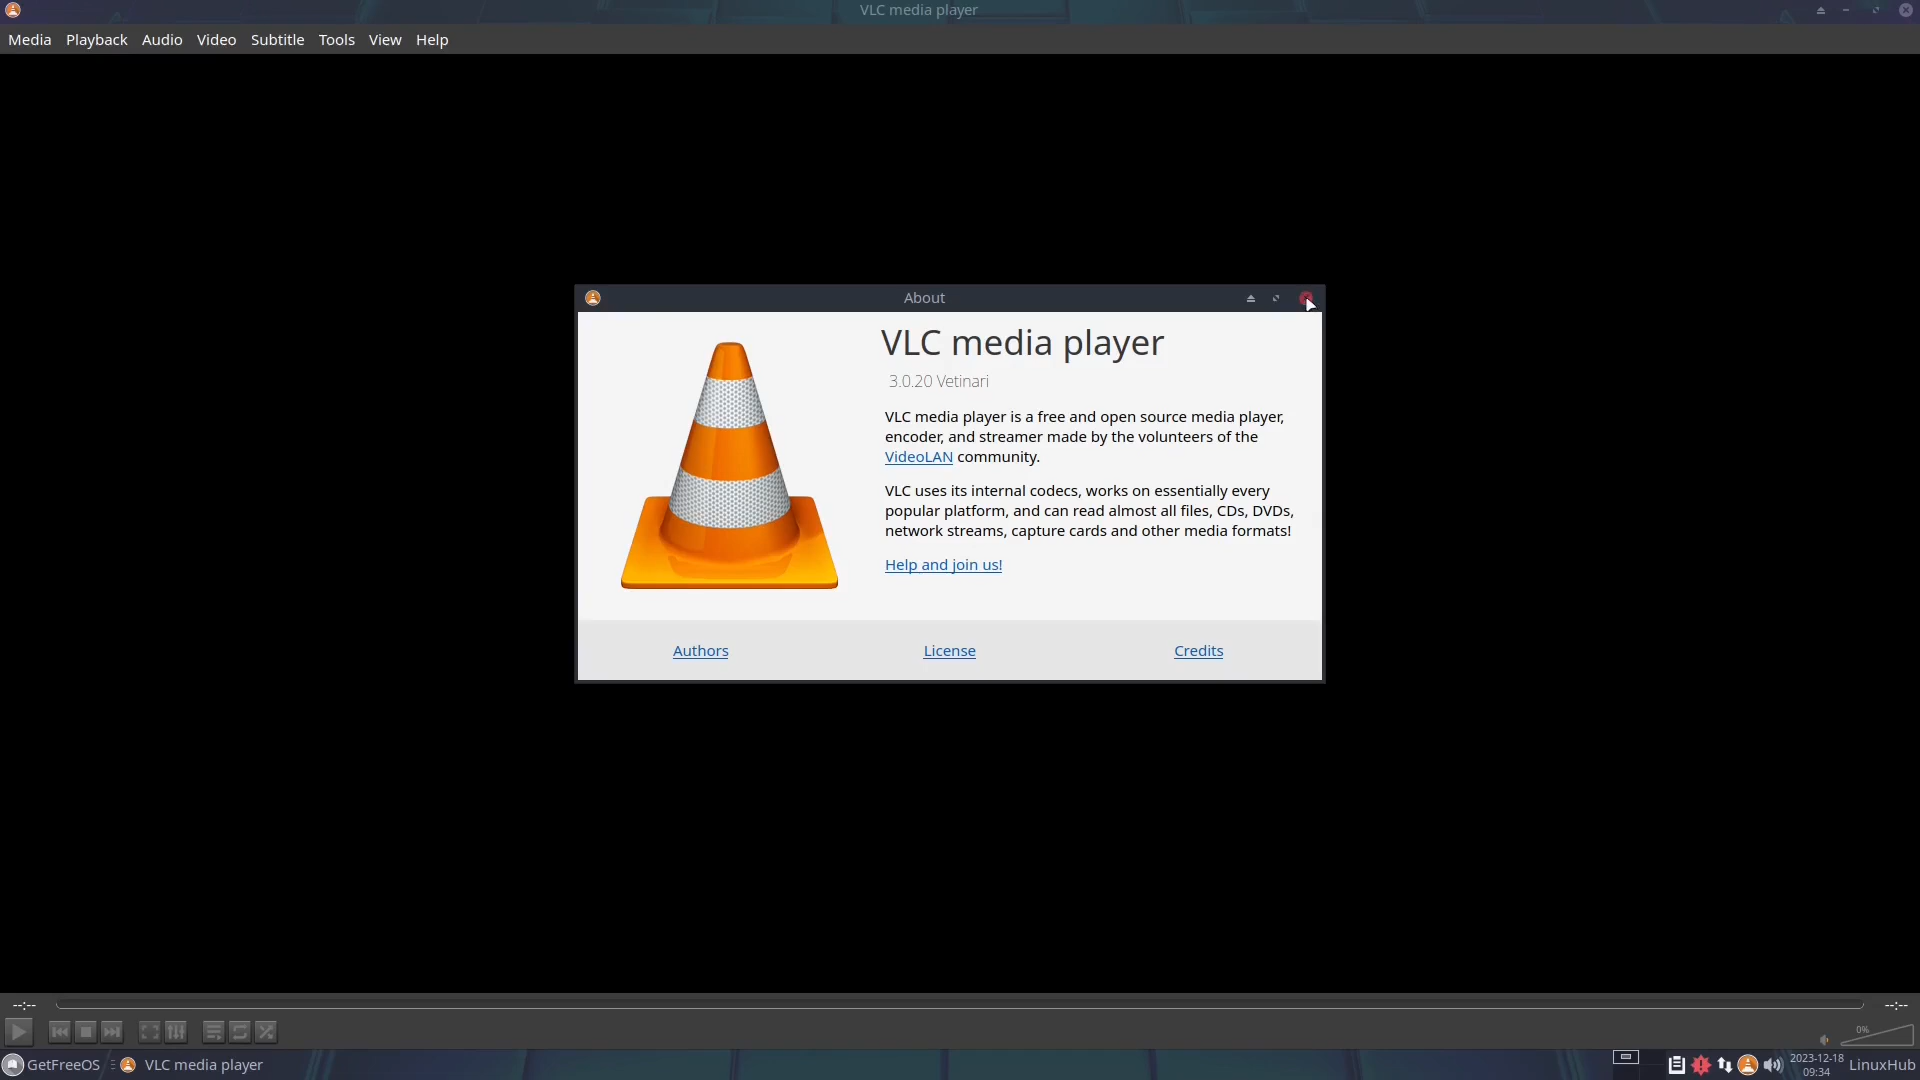 VLC media player
Media Playback Audio Video Subtitle Tools View Help
About
VLC media player
3.0.20 Vetinari
VLC media player is a free and open source media player,
encoder, and streamer made by the volunteers of the
VideoLAN community.
VLC uses its internal codecs, works on essentially every
popular platform, and can read almost all files, CDs, DVDs,
network streams, capture cards and other media formats!
Help and join us!
Authors License Credits
--:-- --:--
0%
GetFreeOS VLC media player 2023-12-18 LinuxHub
09:34